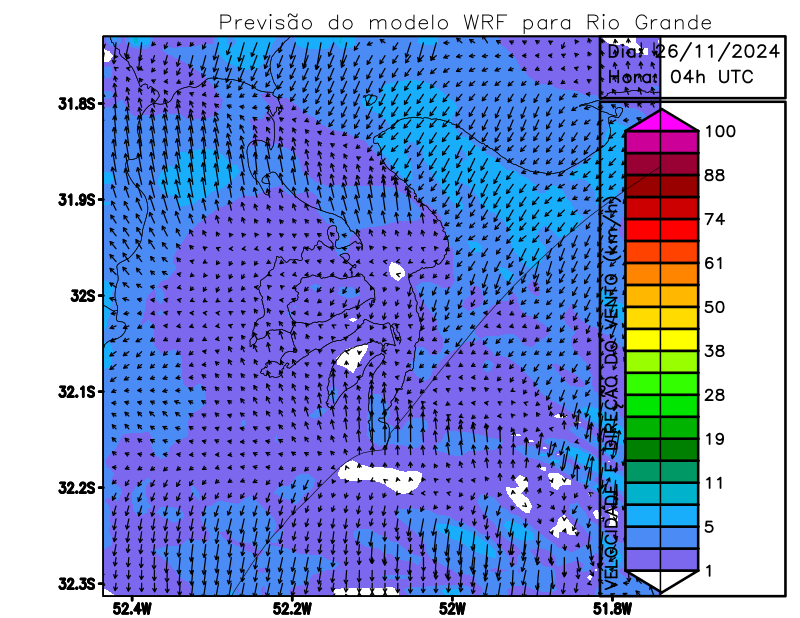 Previsão do modelo WRF para Rio Grande
Dia: 26/11/2024
Hora: 04h UTC
31.8S
31.9S
32S
32.1S
32.2S
32.3S
52.4W
52.2W
52W
51.8W
VELOCIDADE E DIREÇÃO DO VENTO (km/h)
100
88
74
61
50
38
28
19
11
5
1